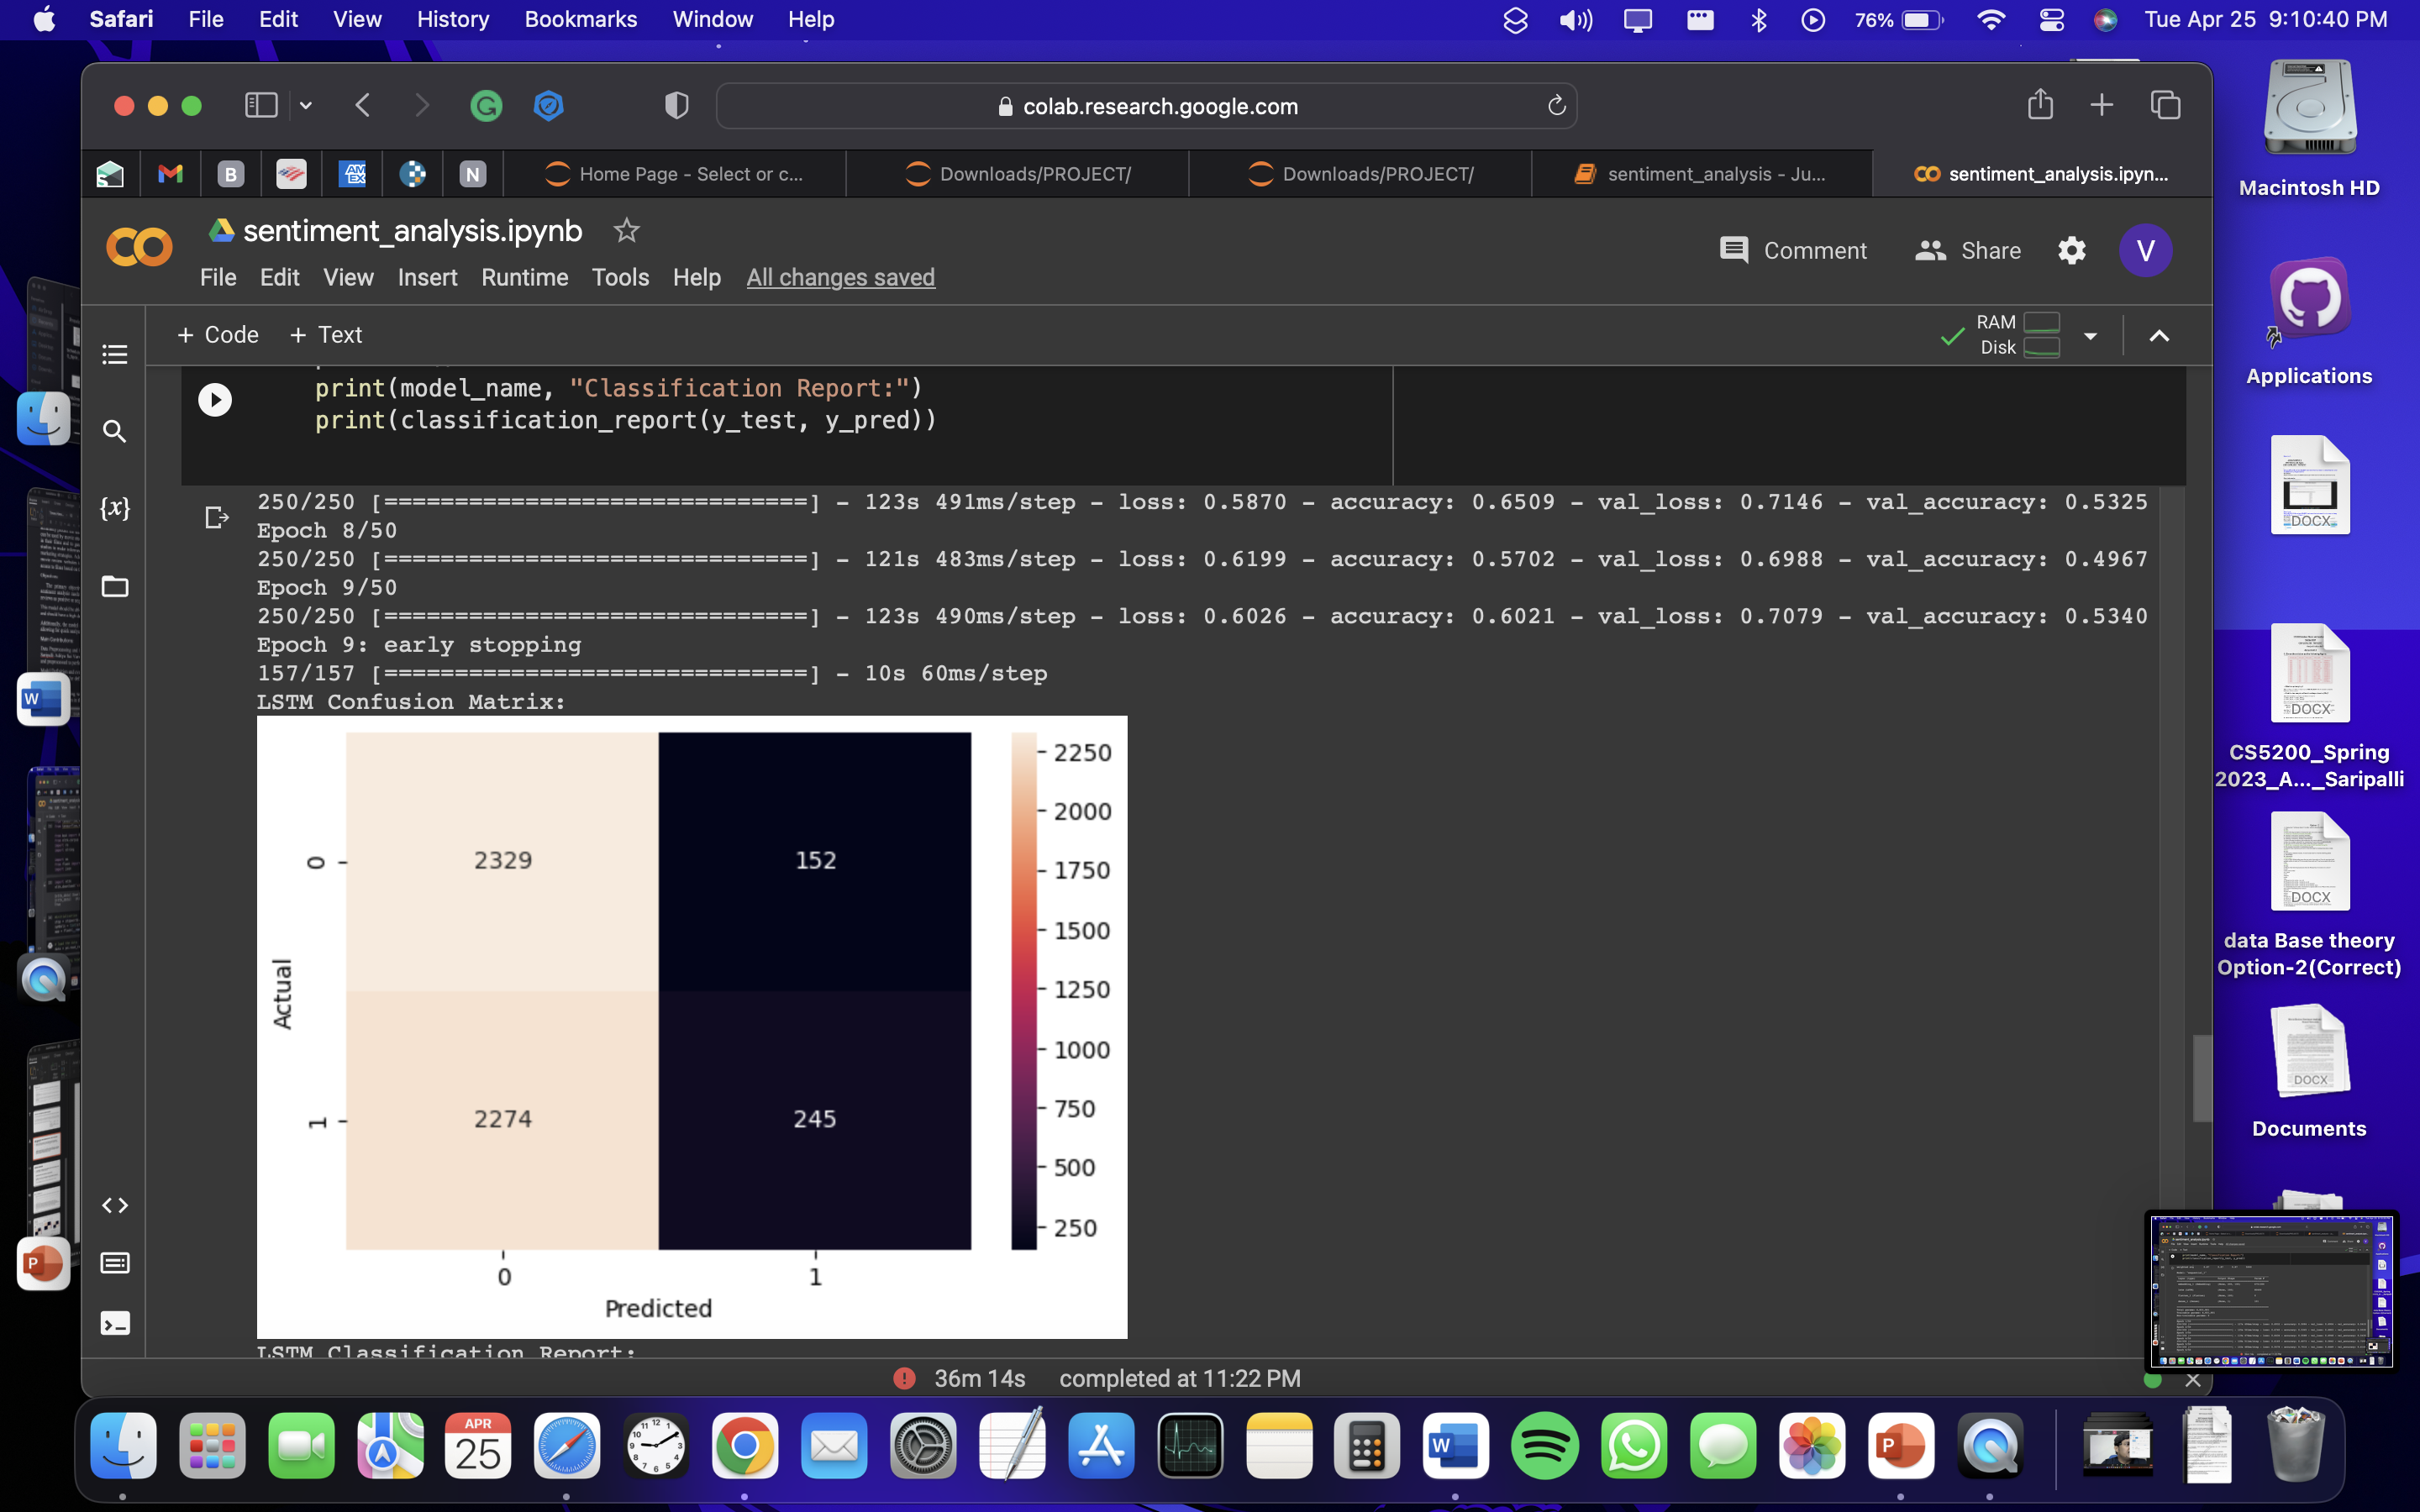 Safari File Edit View History Bookmarks Window Help 76% Tue Apr 25 9:10:40 PM
colab.research.google.com
B AM EX N Home Page - Select or c... Downloads/PROJECT/ Downloads/PROJECT/ sentiment_analysis - Ju... sentiment_analysis.ipyn...
Macintosh HD
sentiment_analysis.ipynb
Comment Share V
File Edit View Insert Runtime Tools Help All changes saved
+ Code + Text
RAM
Disk
Applications
print(model_name, "Classification Report:")
print(classification_report(y_test, y_pred))
{x}
250/250 [==============================] - 123s 491ms/step - loss: 0.5870 - accuracy: 0.6509 - val_loss: 0.7146 - val_accuracy: 0.5325
Epoch 8/50
250/250 [==============================] - 121s 483ms/step - loss: 0.6199 - accuracy: 0.5702 - val_loss: 0.6988 - val_accuracy: 0.4967
Epoch 9/50
250/250 [==============================] - 123s 490ms/step - loss: 0.6026 - accuracy: 0.6021 - val_loss: 0.7079 - val_accuracy: 0.5340
Epoch 9: early stopping
157/157 [==============================] - 10s 60ms/step
LSTM Confusion Matrix:
DOCX
DOCX
CS5200_Spring
2023_A..._Saripalli
DOCX
data Base theory
Option-2(Correct)
DOCX
Documents
2329 152
2274 245
0
1
Actual
0 1
Predicted
2250
2000
1750
1500
1250
1000
750
500
250
LSTM Classification Report:
36m 14s completed at 11:22 PM
W
P
APR
25
W
P